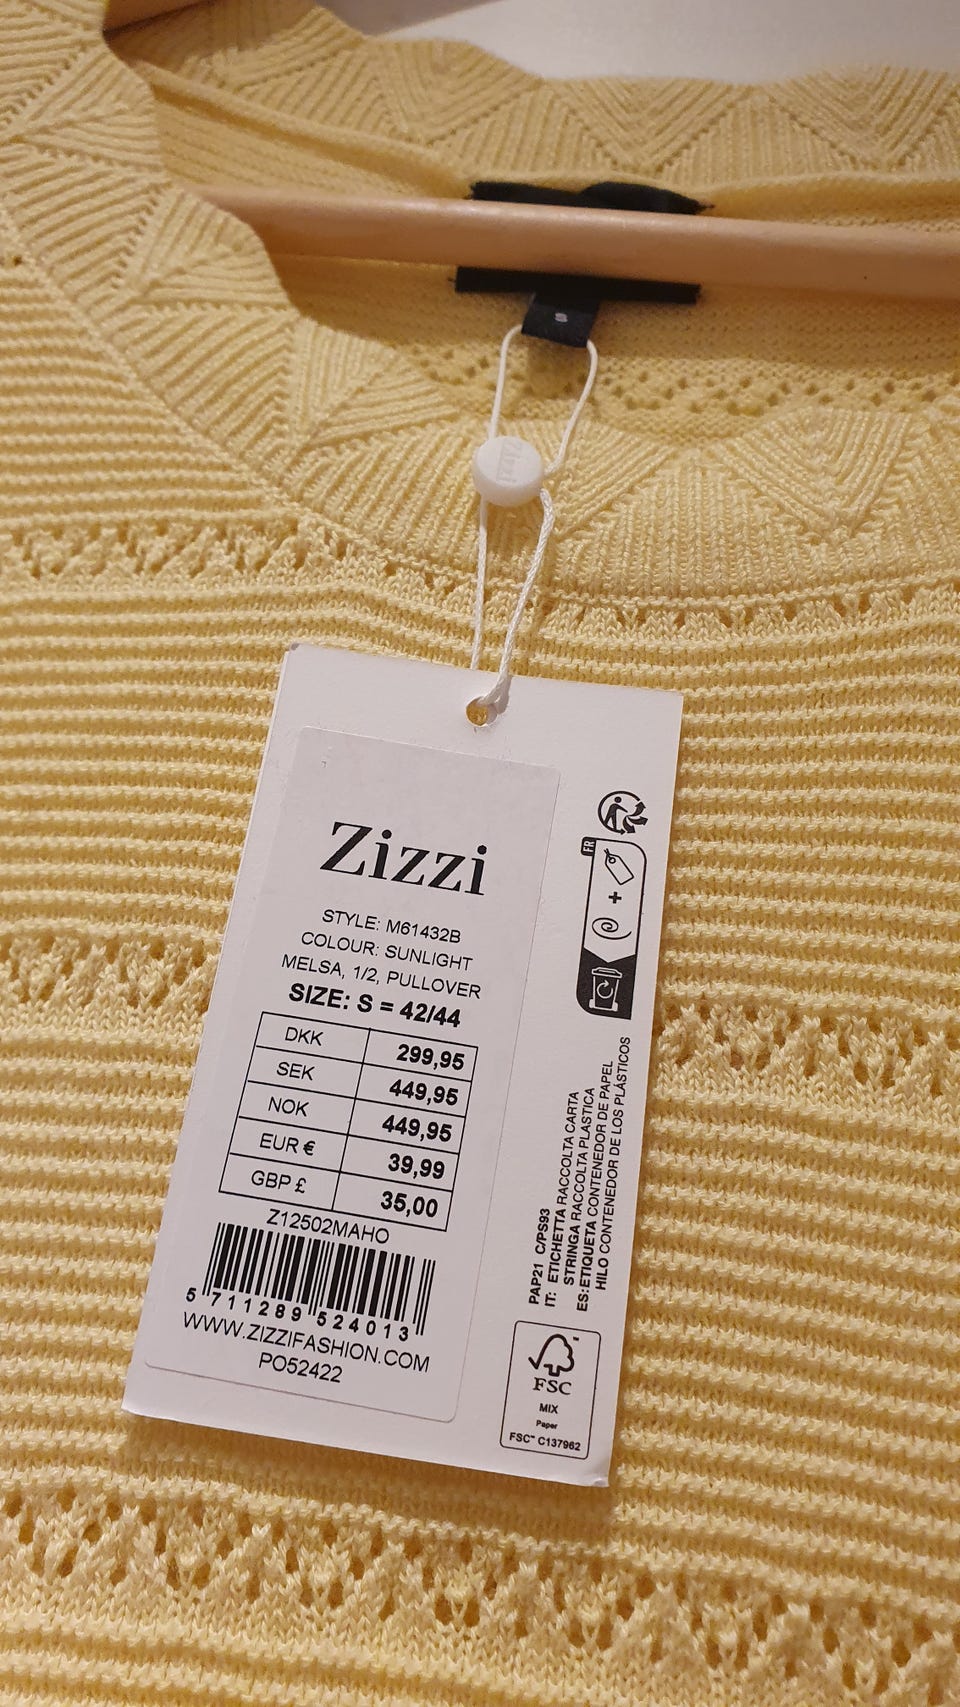 S
Zizzi
Zizzi
STYLE: M61432B
COLOUR: SUNLIGHT
MELSA, 1/2, PULLOVER
SIZE: S = 42/44
DKK 299,95
SEK 449,95
NOK 449,95
EUR € 39,99
GBP £ 35,00
Z12502MAHO
5 711289 524013
WWW.ZIZZIFASHION.COM
PO52422
FR
+
PAP21 C/PS93
IT: ETICHETTA RACCOLTA CARTA
STRINGA RACCOLTA PLASTICA
ES: ETIQUETA CONTENEDOR DE PAPEL
HILO CONTENEDOR DE LOS PLÁSTICOS
FSC™
MIX
Paper
FSC™ C137962